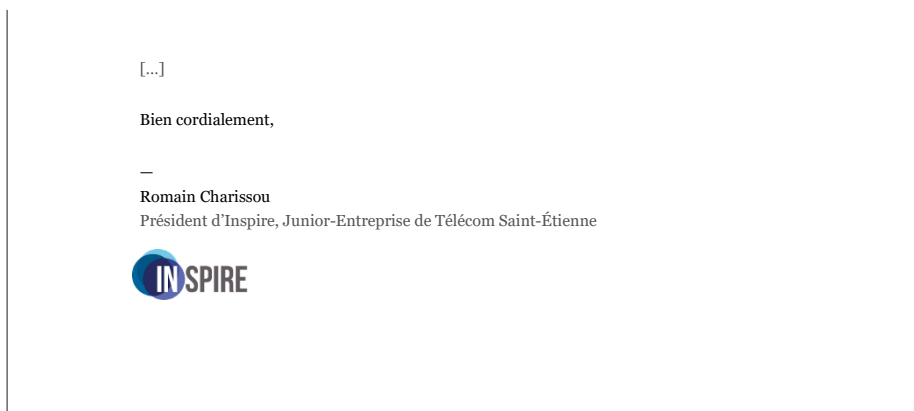 [...]
Bien cordialement,
—
Romain Charissou
Président d’Inspire, Junior-Entreprise de Télécom Saint-Étienne
INSPIRE